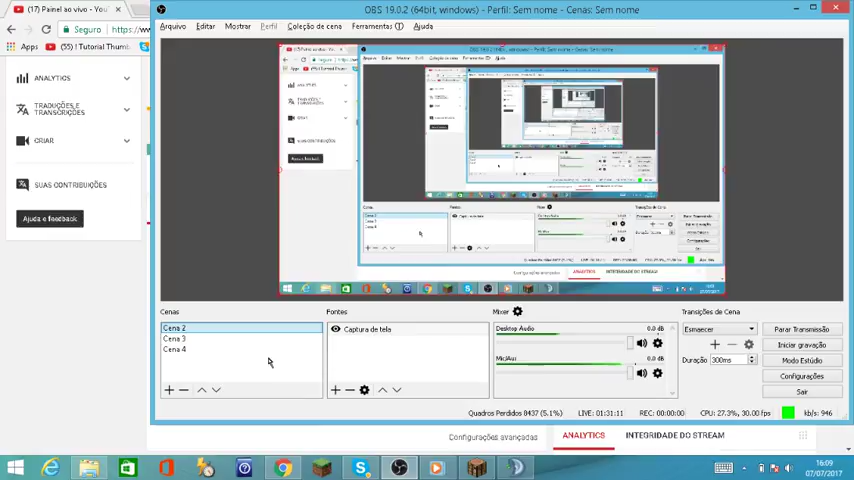 (17) Painel ao vivo - Yo
Seguro
Apps
(55) ! Tutorial Thumb
ANALYTICS
TRADUÇÕES E
TRANSCRIÇÕES
CRIAR
SUAS CONTRIBUIÇÕES
Ajuda e feedback
OBS 19.0.2 (64bit, windows) - Perfil: Sem nome - Cenas: Sem nome
Arquivo Editar Mostrar Perfil Coleção de cena Ferramentas Ajuda
Cenas
Cena 2
Cena 3
Cena 4
Fontes
Captura de tela
Mixer
Desktop Audio 0.0 dB
Mic/Aux 0.0 dB
Transições de Cena
Esmaecer
Duração 300ms
Parar Transmissão
Iniciar gravação
Modo Estúdio
Configurações
Sair
Quadros Perdidos 8437 (5.1%) LIVE: 01:31:11 REC: 00:00:00 CPU: 27.3%, 30.00 fps kb/s: 946
Configurações avançadas ANALYTICS INTEGRIDADE DO STREAM
16:09
07/07/2017